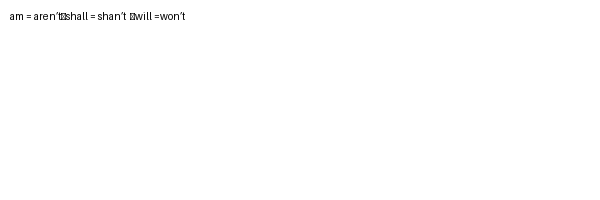 am = aren't shall = shan't will =won't